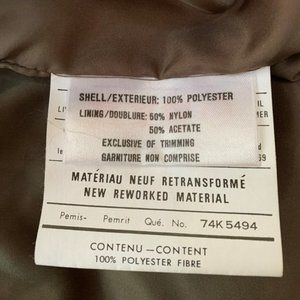 SHELL/EXTERIEUR: 100% POLYESTER
LINING/DOUBLURE: 50% NYLON
50% ACETATE
EXCLUSIVE OF TRIMMING
GARNITURE NON COMPRISE
MATÉRIAU NEUF RETRANSFORMÉ
NEW REWORKED MATERIAL
Pemis- Pemrit Qué. No. 74K5494
CONTENU — CONTENT
100% POLYESTER FIBRE